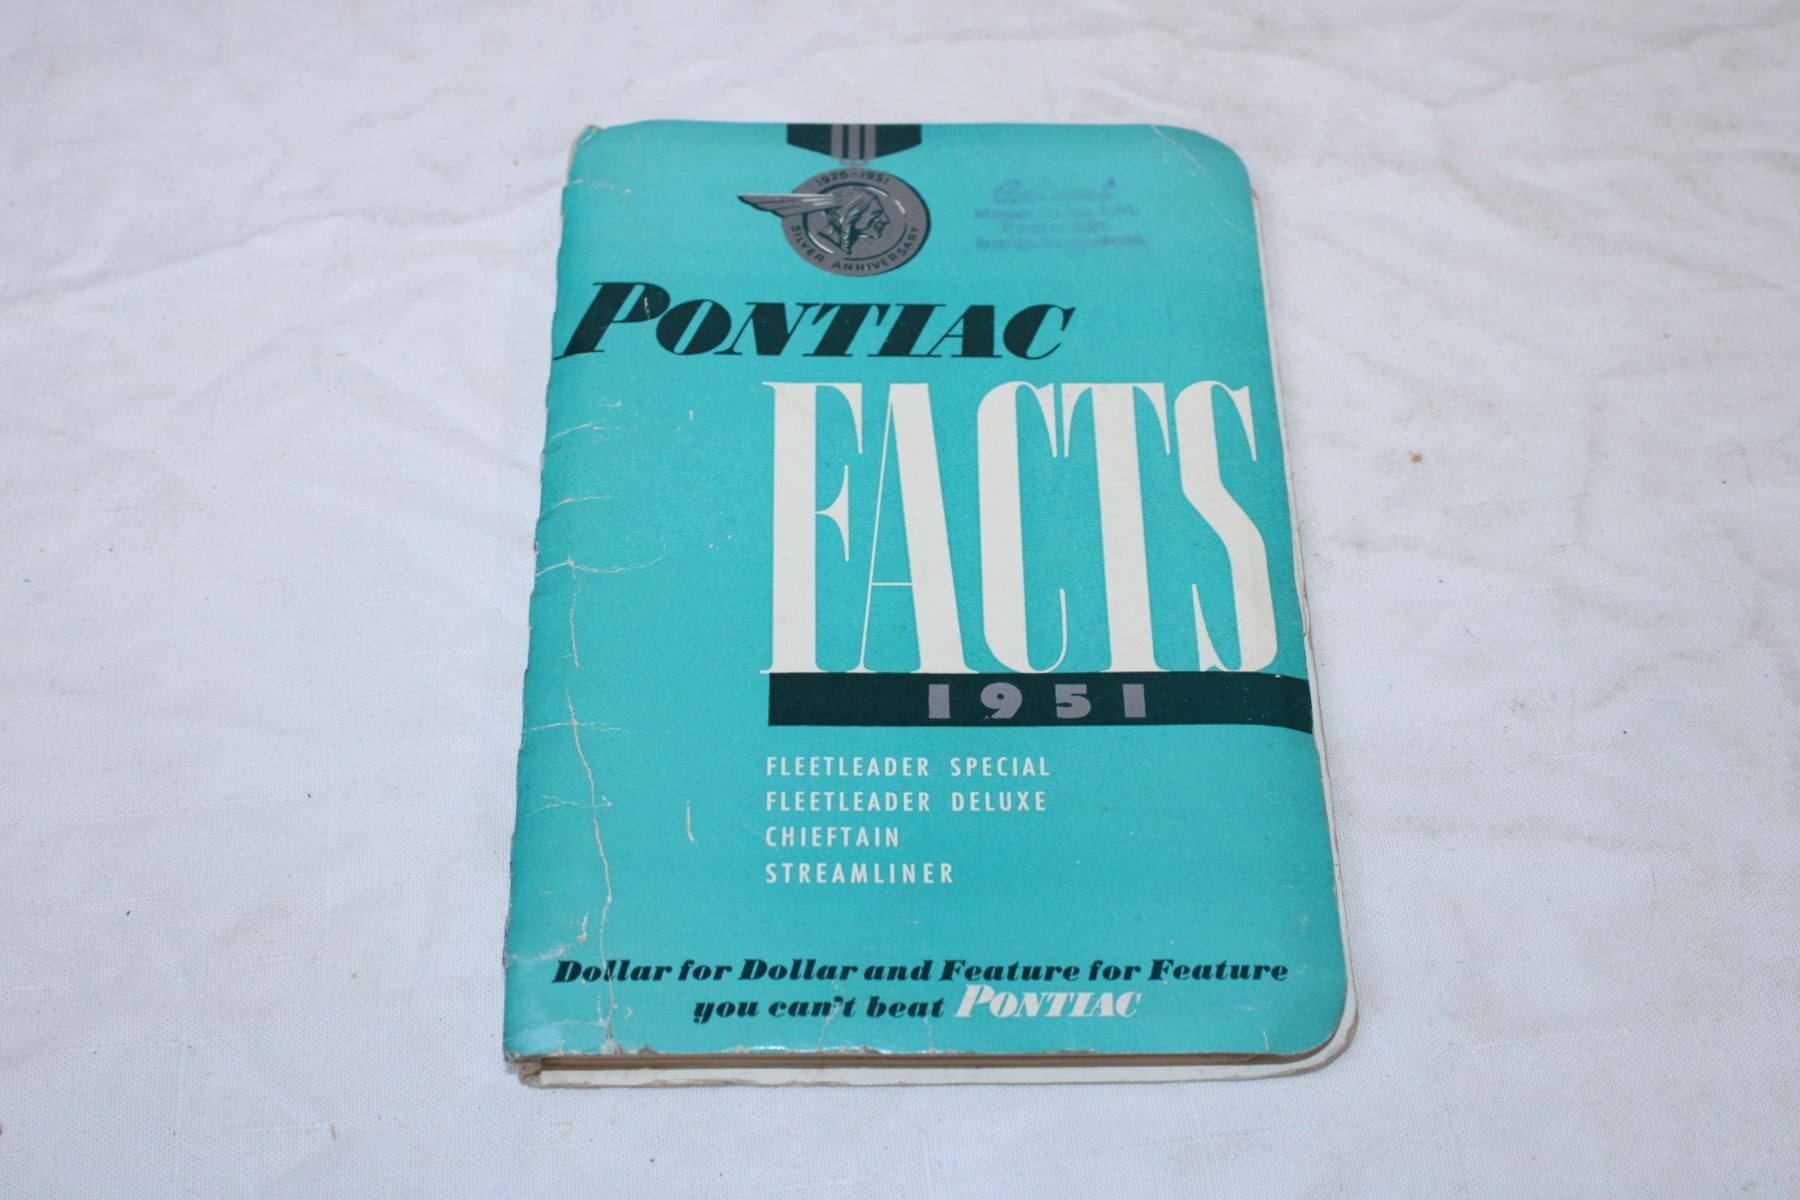 1926-1951
SILVER ANNIVERSARY
PONTIAC
FACTS
1951
FLEETLEADER SPECIAL
FLEETLEADER DELUXE
CHIEFTAIN
STREAMLINER
Dollar for Dollar and Feature for Feature
you can't beat PONTIAC